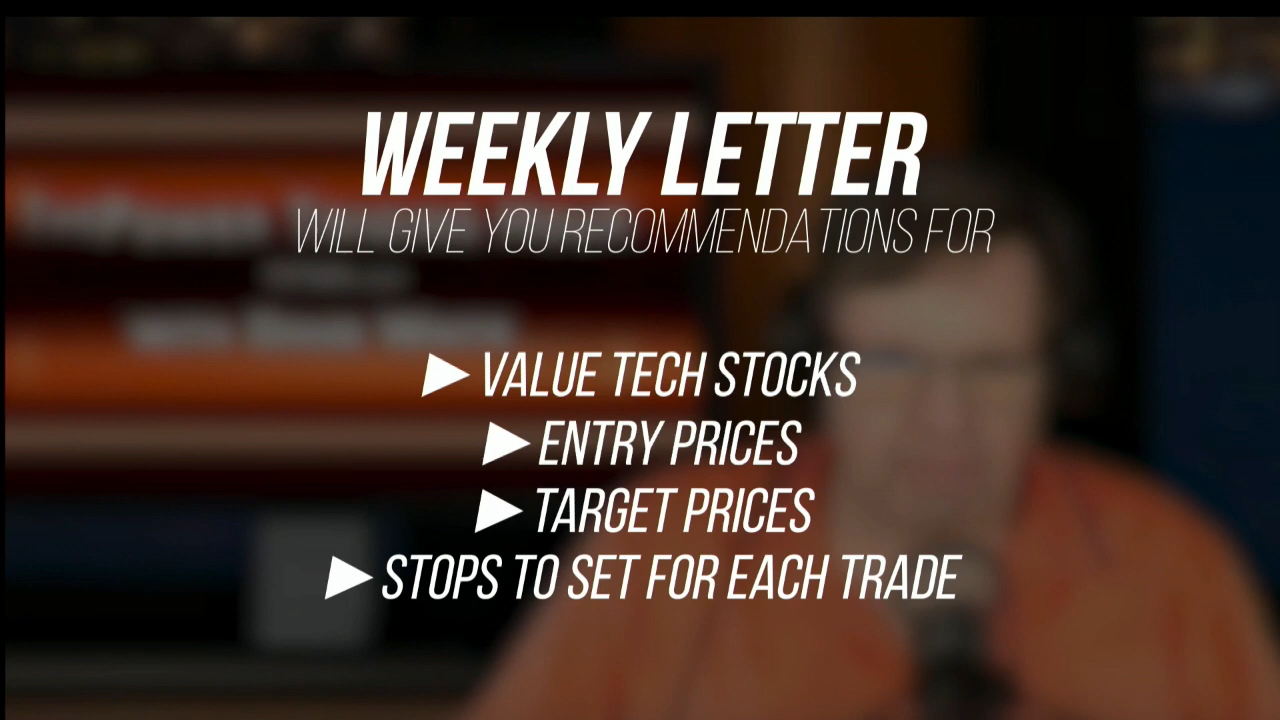 WEEKLY LETTER
WILL GIVE YOU RECOMMENDATIONS FOR
▶ VALUE TECH STOCKS
▶ ENTRY PRICES
▶ TARGET PRICES
▶ STOPS TO SET FOR EACH TRADE